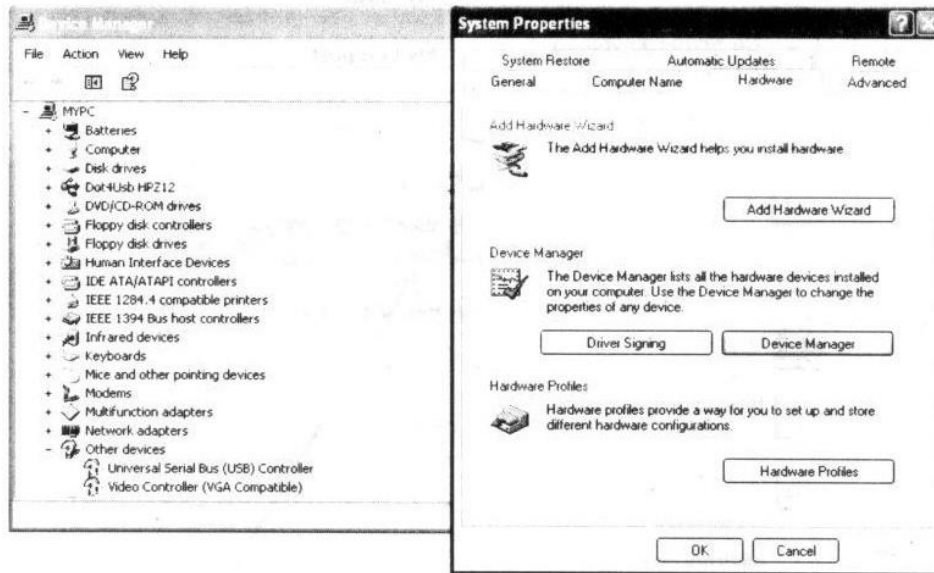 Device Manager
File Action View Help
MYPC
Batteries
Computer
Disk drives
Dot4Usb HPZ12
DVD/CD-ROM drives
Floppy disk controllers
Floppy disk drives
Human Interface Devices
IDE ATA/ATAPI controllers
IEEE 1284.4 compatible printers
IEEE 1394 Bus host controllers
Infrared devices
Keyboards
Mice and other pointing devices
Modems
Multifunction adapters
Network adapters
Other devices
Universal Serial Bus (USB) Controller
Video Controller (VGA Compatible)
System Properties
System Restore Automatic Updates Remote
General Computer Name Hardware Advanced
Add Hardware Wizard
The Add Hardware Wizard helps you install hardware.
Add Hardware Wizard
Device Manager
The Device Manager lists all the hardware devices installed
on your computer. Use the Device Manager to change the
properties of any device.
Driver Signing Device Manager
Hardware Profiles
Hardware profiles provide a way for you to set up and store
different hardware configurations.
Hardware Profiles
OK Cancel